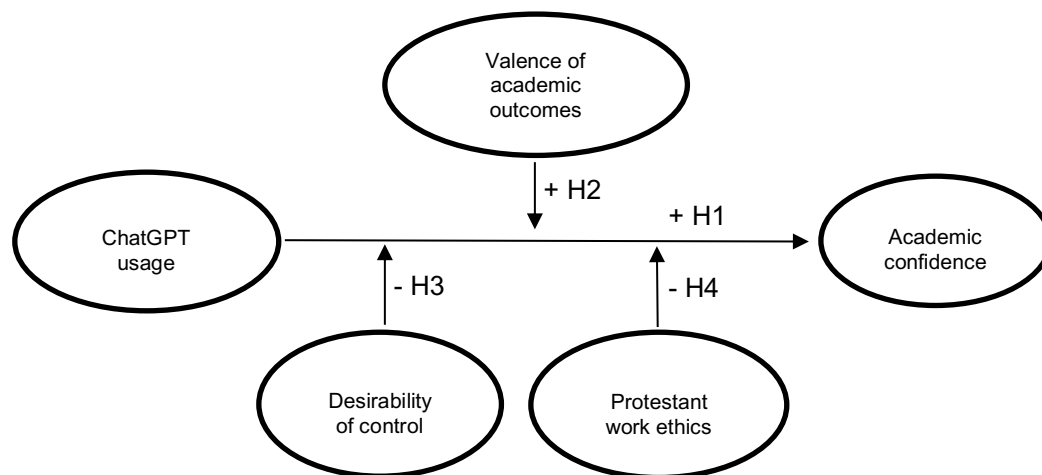 Valence of
academic
outcomes
+ H2
+ H1
ChatGPT
usage
Academic
confidence
- H3
- H4
Desirability
of control
Protestant
work ethics